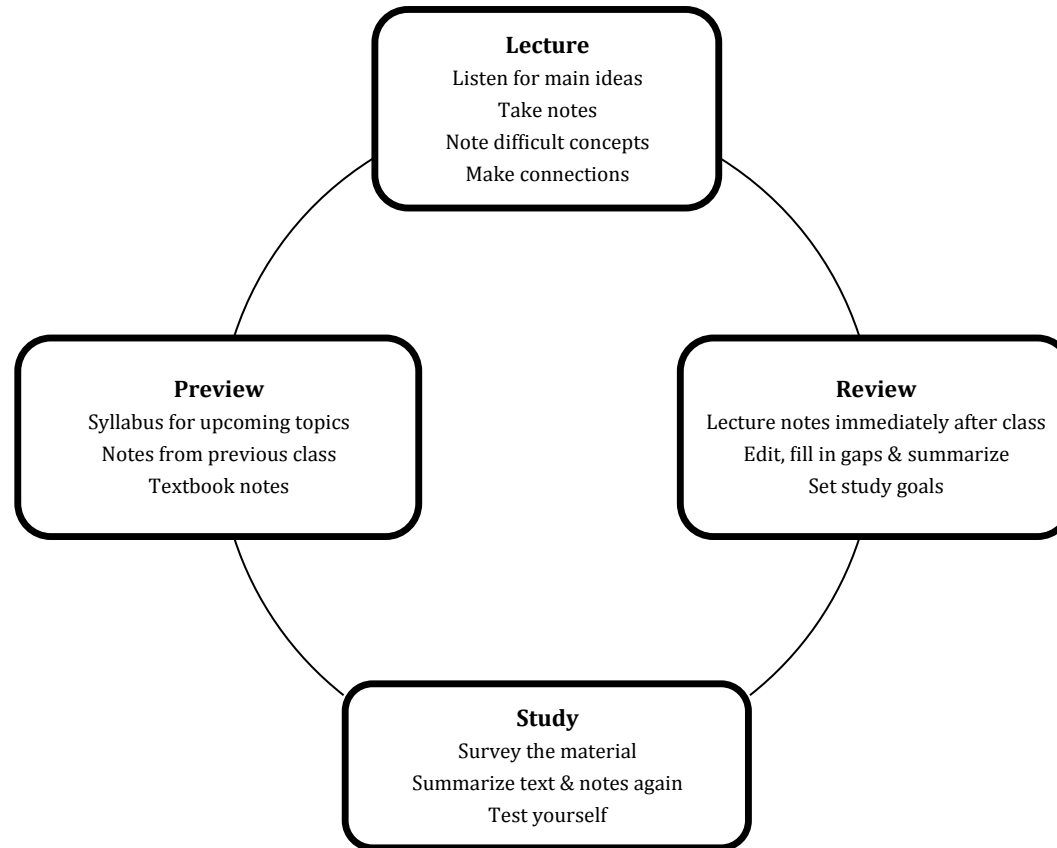 Lecture
Listen for main ideas
Take notes
Note difficult concepts
Make connections
Preview
Syllabus for upcoming topics
Notes from previous class
Textbook notes
Review
Lecture notes immediately after class
Edit, fill in gaps & summarize
Set study goals
Study
Survey the material
Summarize text & notes again
Test yourself